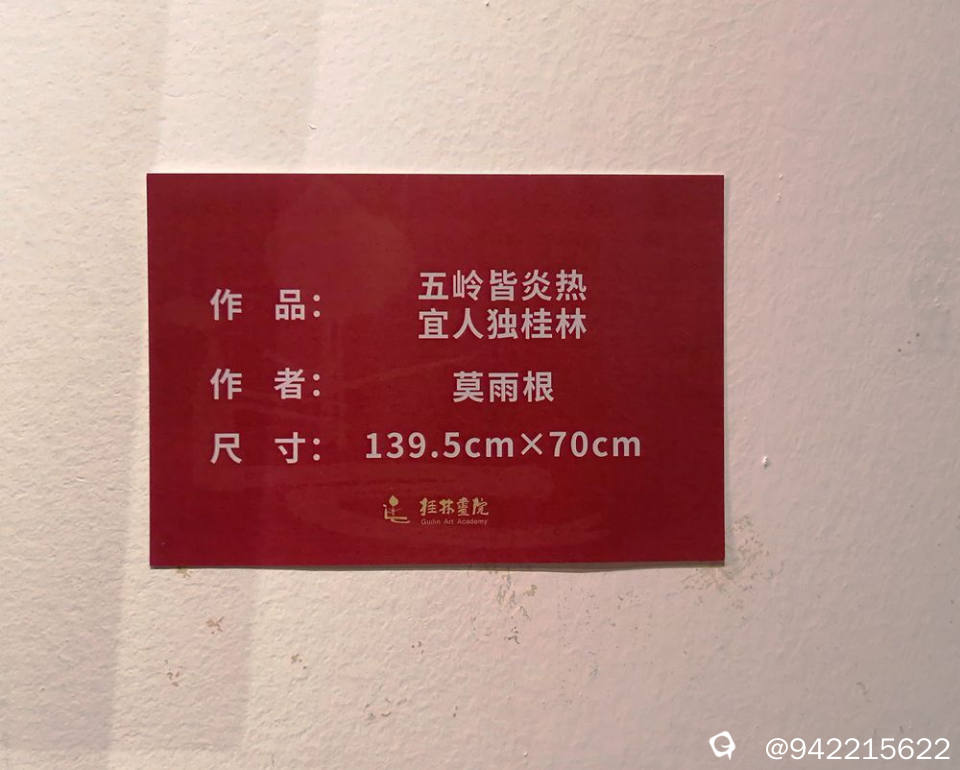 作 品： 五岭皆炎热
宜人独桂林
作 者： 莫雨根
尺 寸： 139.5cm×70cm
桂林画院
Guilin Art Academy
@942215622